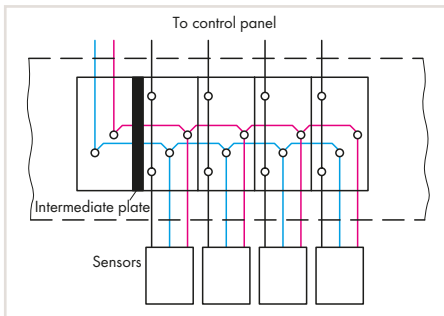 To control panel
Intermediate plate
Sensors